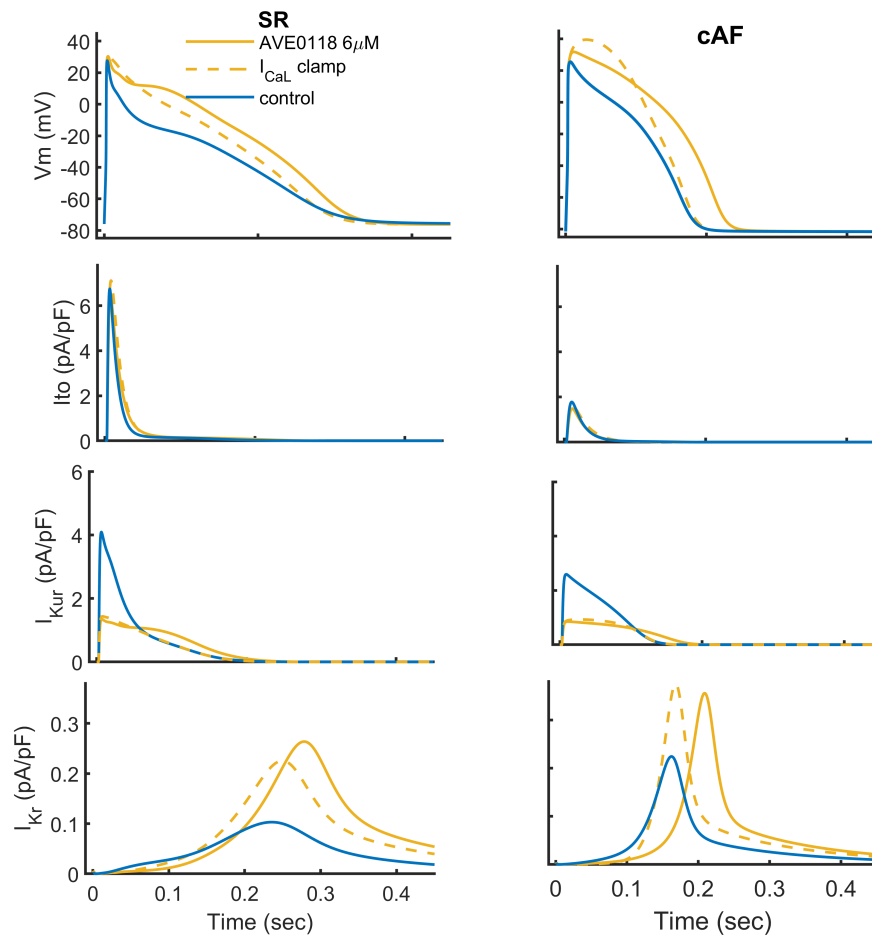 SR
cAF
AVE0118 6μM
I_CaL clamp
control
Vm (mV)
40
20
0
-20
-40
-60
-80
Ito (pA/pF)
6
4
2
0
I_Kur (pA/pF)
6
4
2
0
I_Kr (pA/pF)
0.3
0.2
0.1
0
0 0.1 0.2 0.3 0.4
Time (sec)
0 0.1 0.2 0.3 0.4
Time (sec)